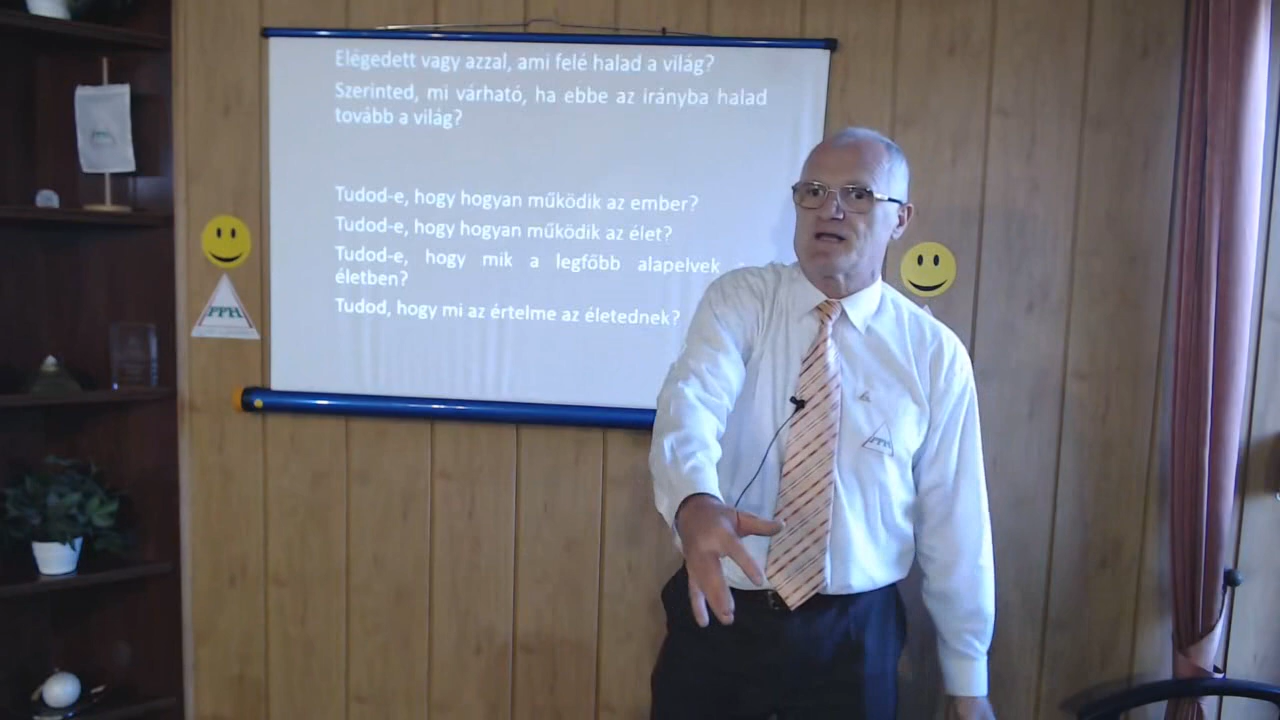 Elégedett vagy azzal, ami felé halad a világ?
Szerinted, mi várható, ha ebbe az irányba halad
tovább a világ?
Tudod-e, hogy hogyan működik az ember?
Tudod-e, hogy hogyan működik az élet?
Tudod-e, hogy mik a legfőbb alapelvek
életben?
Tudod, hogy mi az értelme az életednek?
PPH
PPH